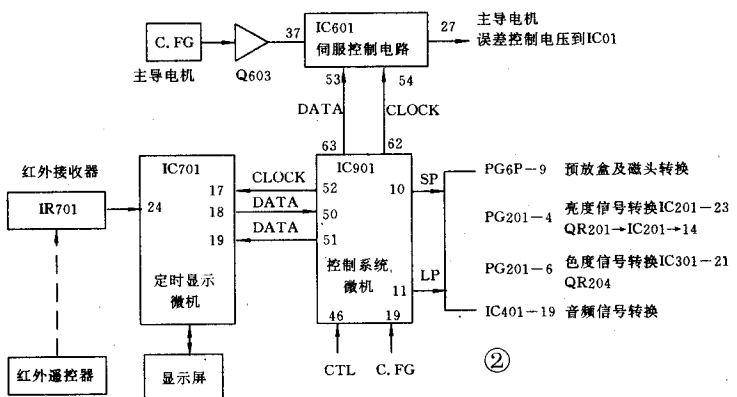 C.FG
主导电机
Q603
37
IC601
伺服控制电路
27
主导电机
误差控制电压到IC01
53
54
DATA
CLOCK
63
62
红外接收器
IR701
IC701
24
17
18
19
定时显示
微机
CLOCK
DATA
DATA
IC901
52
50
51
10
11
控制系统
微机
46
19
SP
LP
CTL
C.FG
PG6P-9 预放盒及磁头转换
PG201-4 亮度信号转换IC201-23
QR201→IC201→14
PG201-6 色度信号转换IC301-21
QR204
IC401-19 音频信号转换
红外遥控器
显示屏
②